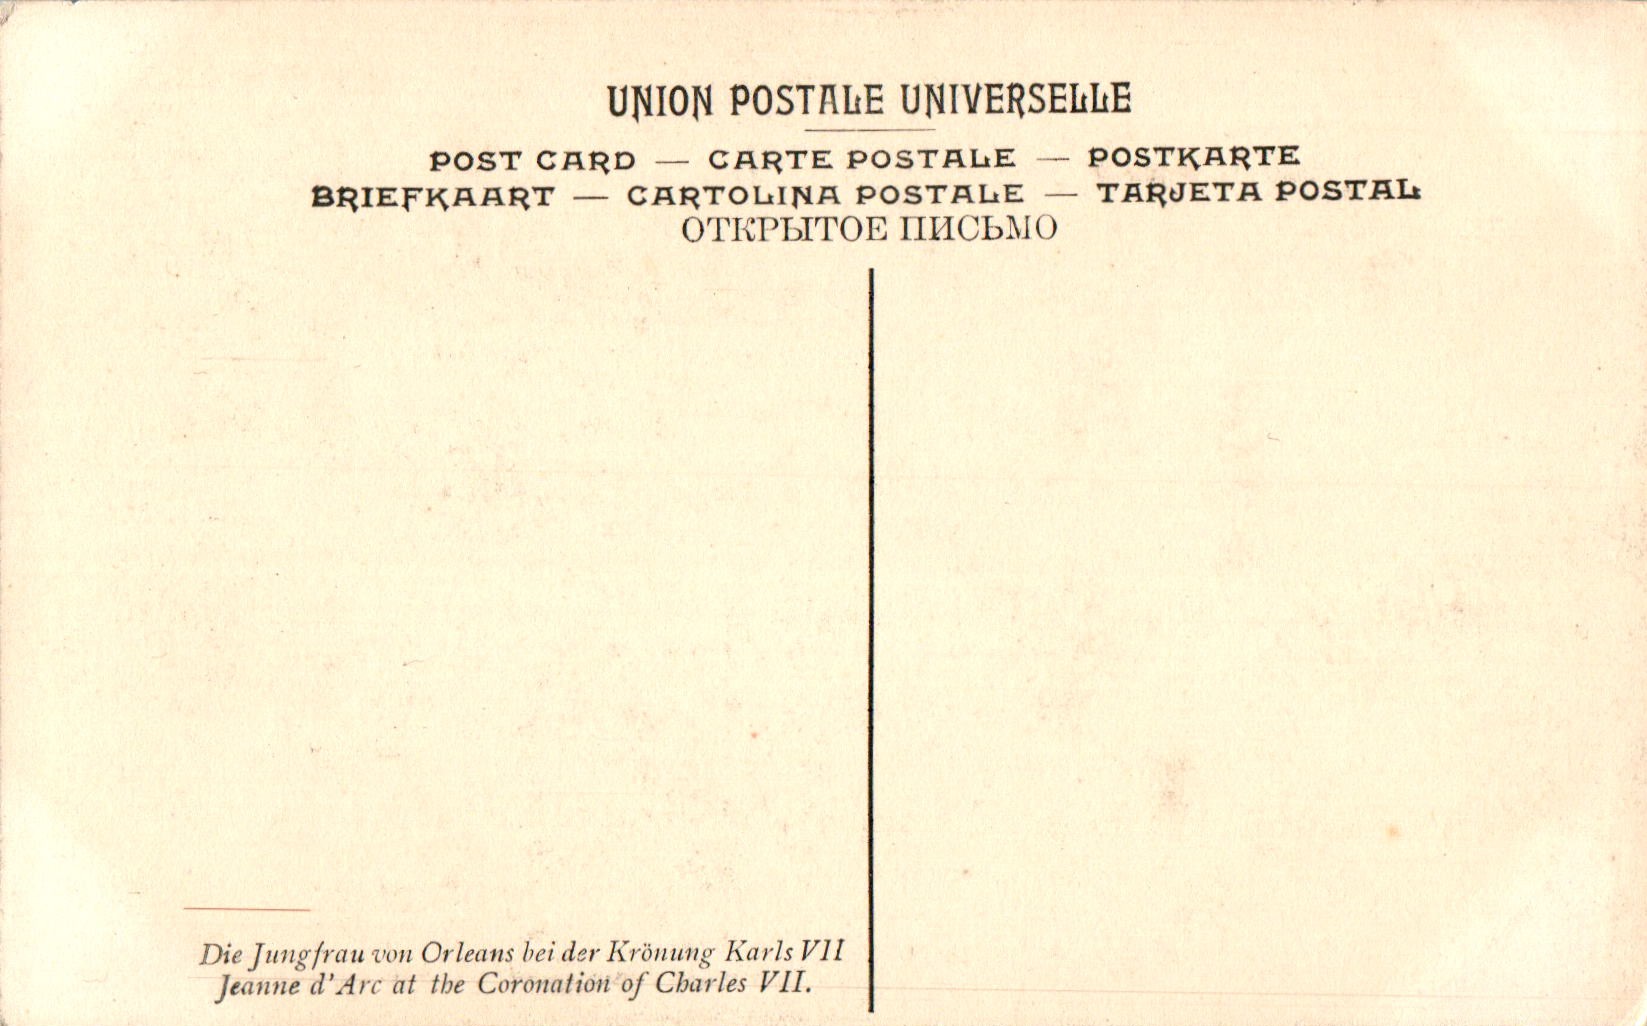 UNION POSTALE UNIVERSELLE
POST CARD — CARTE POSTALE — POSTKARTE
BRIEFKAART — CARTOLINA POSTALE — TARJETA POSTAL
ОТКРЫТОЕ ПИСЬМО
Die Jungfrau von Orleans bei der Krönung Karls VII
Jeanne d'Arc at the Coronation of Charles VII.